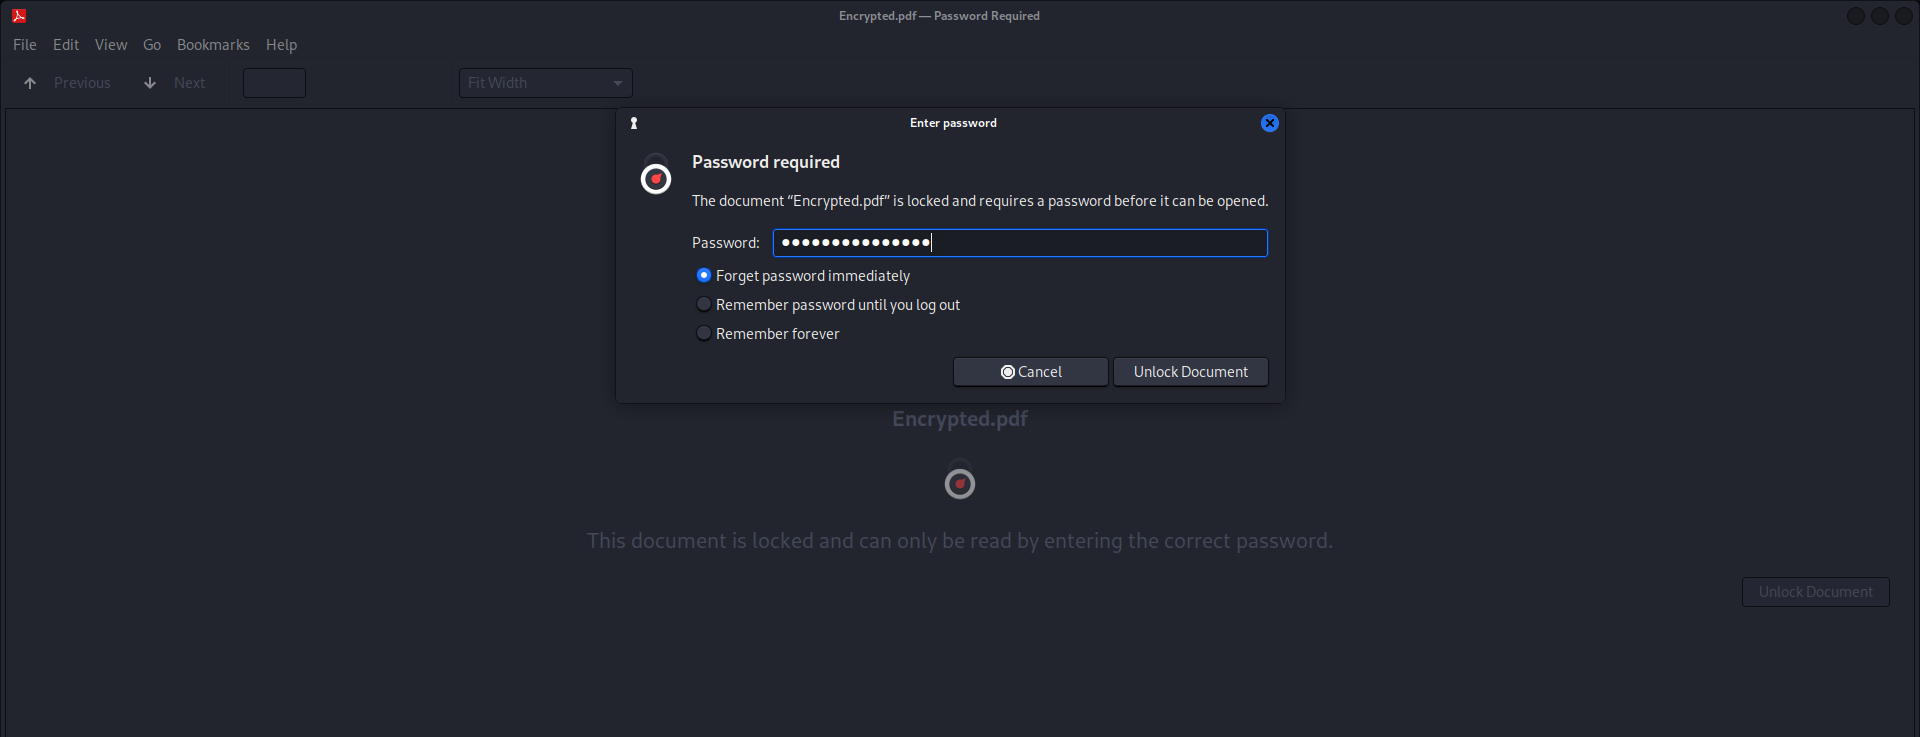 Encrypted.pdf — Password Required
File Edit View Go Bookmarks Help
Previous Next Fit Width
Enter password
Password required
The document “Encrypted.pdf” is locked and requires a password before it can be opened.
Password: ●●●●●●●●●●●●●●●
Forget password immediately
Remember password until you log out
Remember forever
Cancel Unlock Document
Encrypted.pdf
This document is locked and can only be read by entering the correct password.
Unlock Document